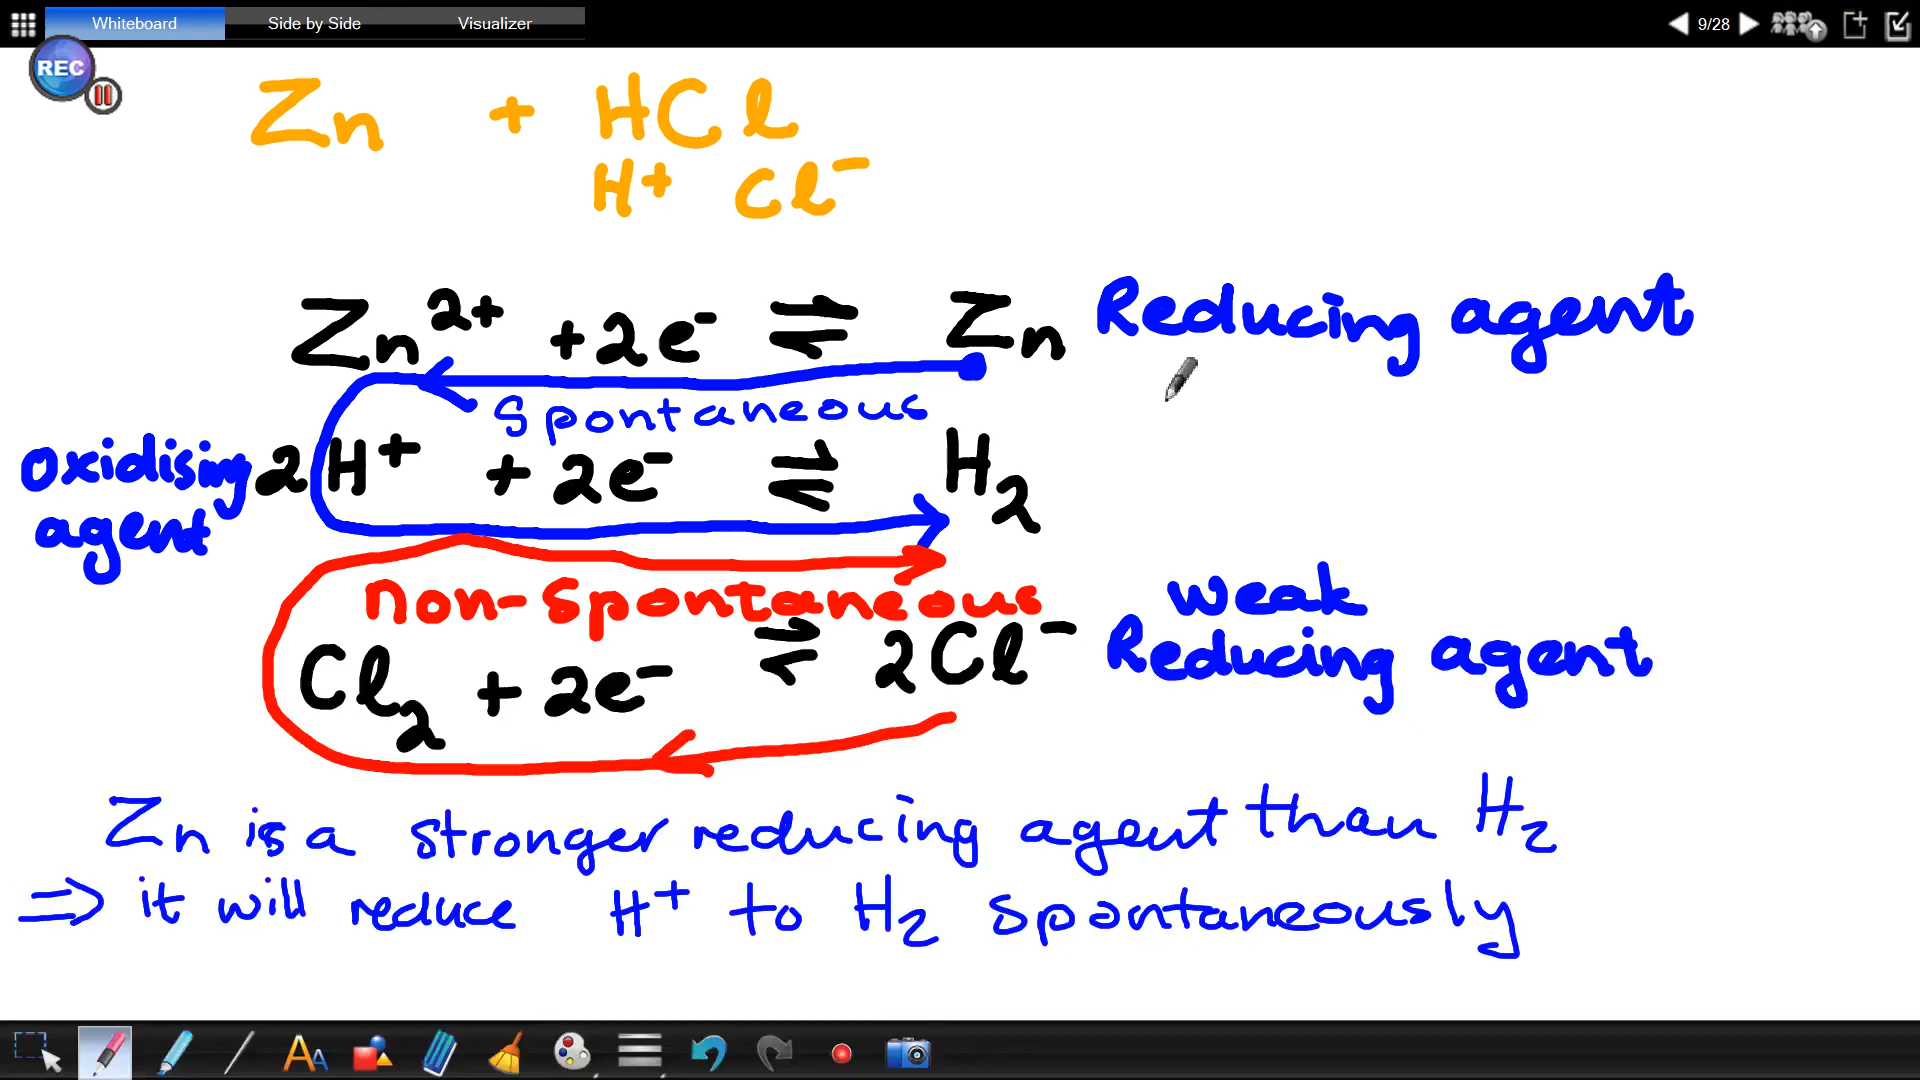 Whiteboard Side by Side Visualizer 9/28
REC
Zn + HCl
H⁺ Cl⁻
Zn²⁺ +2e⁻ ⇌ Zn Reducing agent
spontaneous
Oxidising agent 2H⁺ + 2e⁻ ⇌ H₂
non-spontaneous
Cl₂ + 2e⁻ ⇌ 2Cl⁻ weak Reducing agent
Zn is a stronger reducing agent than H₂
⇒ it will reduce H⁺ to H₂ spontaneously
AA